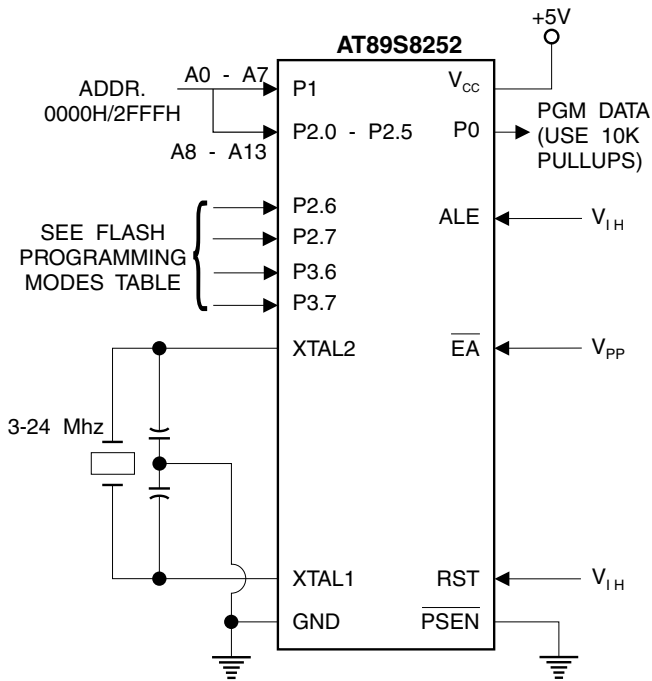 +5V
AT89S8252
ADDR.
0000H/2FFFH
A0 - A7
A8 - A13
P1
P2.0 - P2.5
VCC
P0
PGM DATA
(USE 10K
PULLUPS)
SEE FLASH
PROGRAMMING
MODES TABLE
P2.6
P2.7
P3.6
P3.7
ALE
VI H
XTAL2
EA
VPP
3-24 Mhz
XTAL1
RST
VI H
GND
PSEN